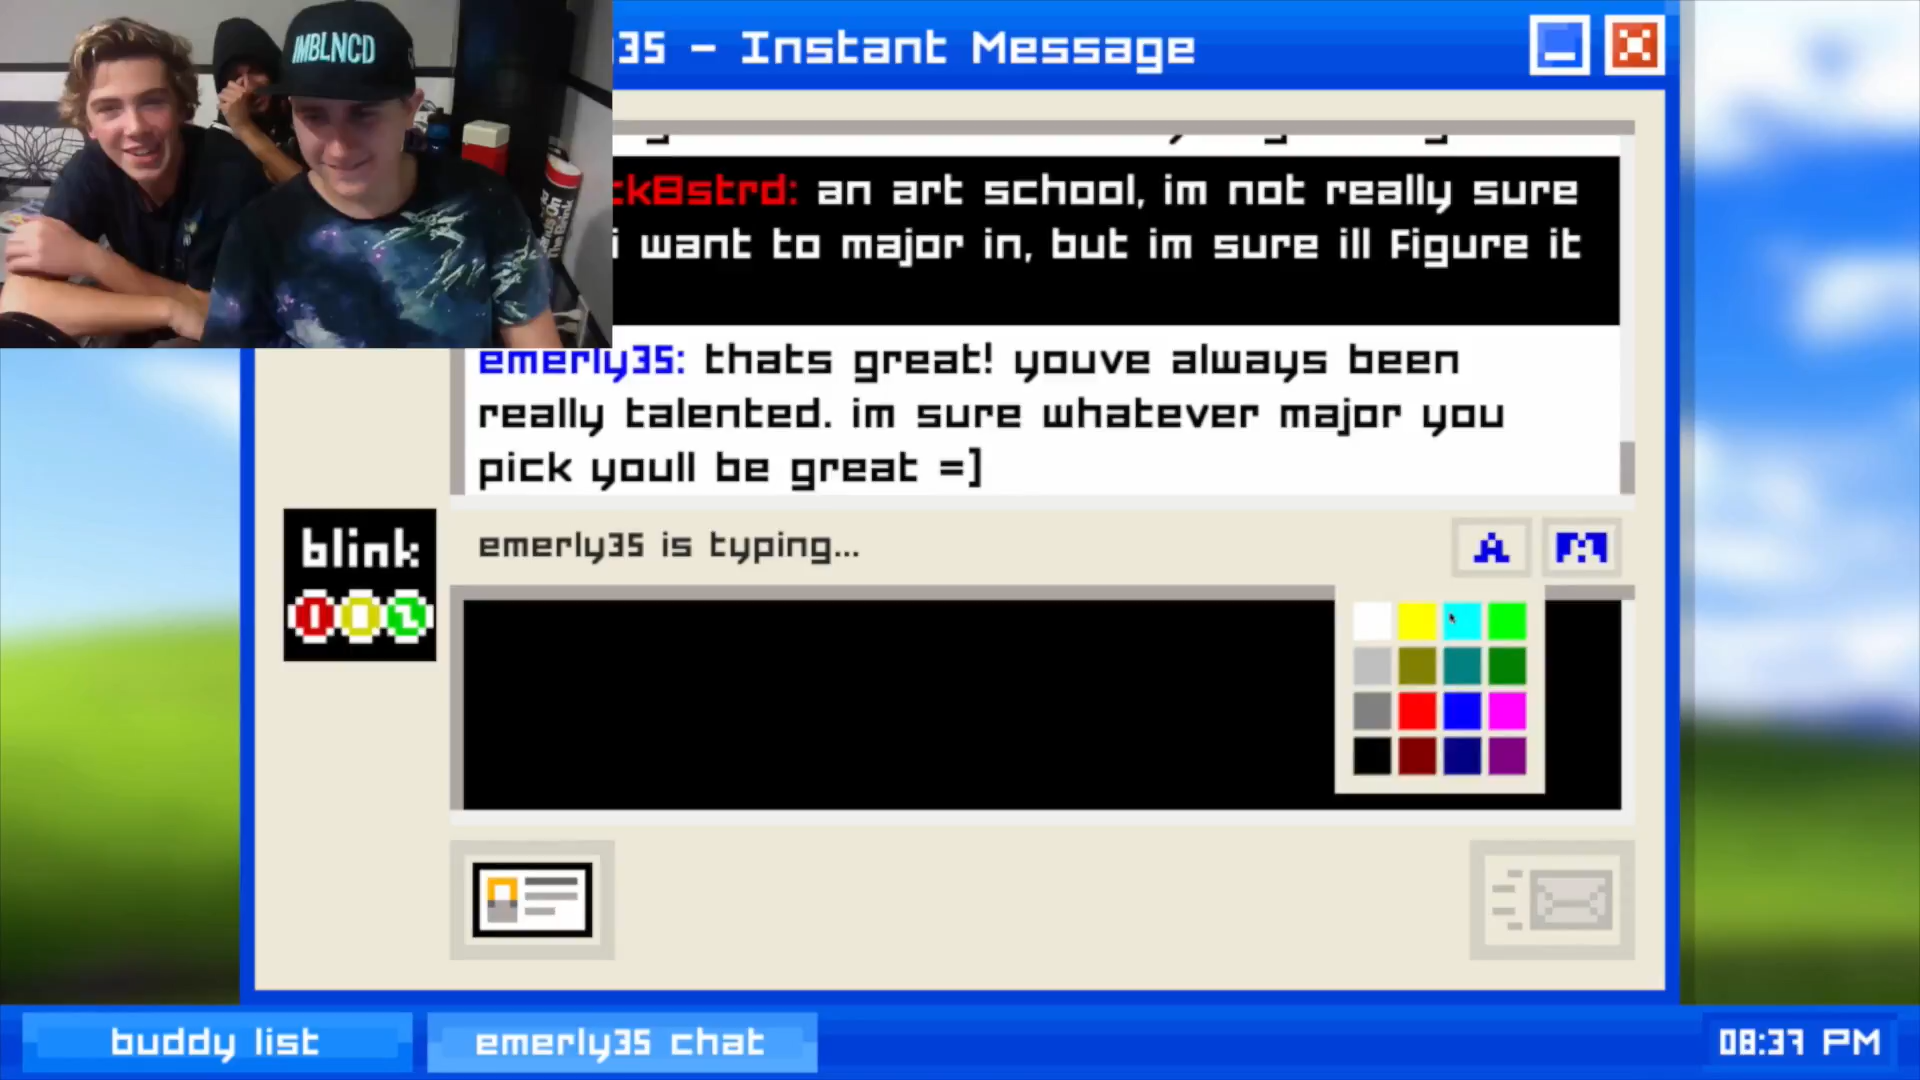 IMBLNCD
35 - Instant Message
ck8strd: an art school, im not really sure
i want to major in, but im sure ill figure it
emerly35: thats great! youve always been
really talented. im sure whatever major you
pick youll be great =]
blink
182
emerly35 is typing...
A
buddy list
emerly35 chat
08:37 PM